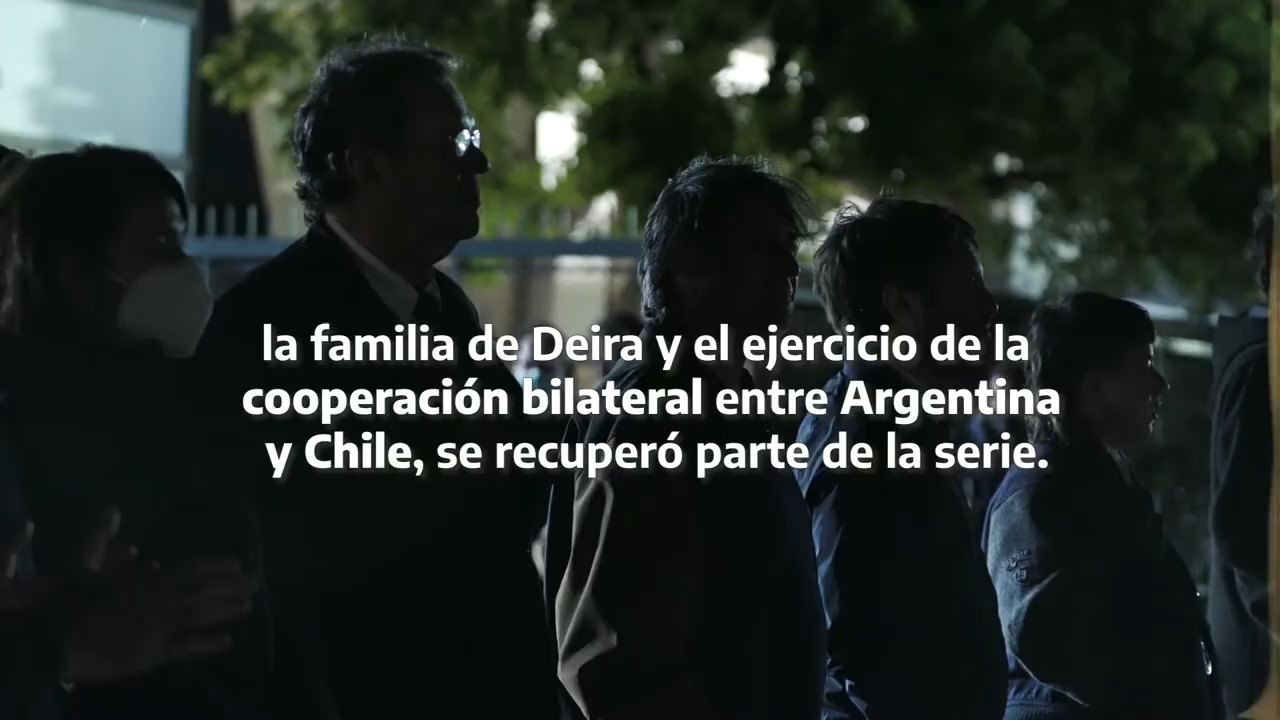 la familia de Deira y el ejercicio de la
cooperación bilateral entre Argentina
y Chile, se recuperó parte de la serie.